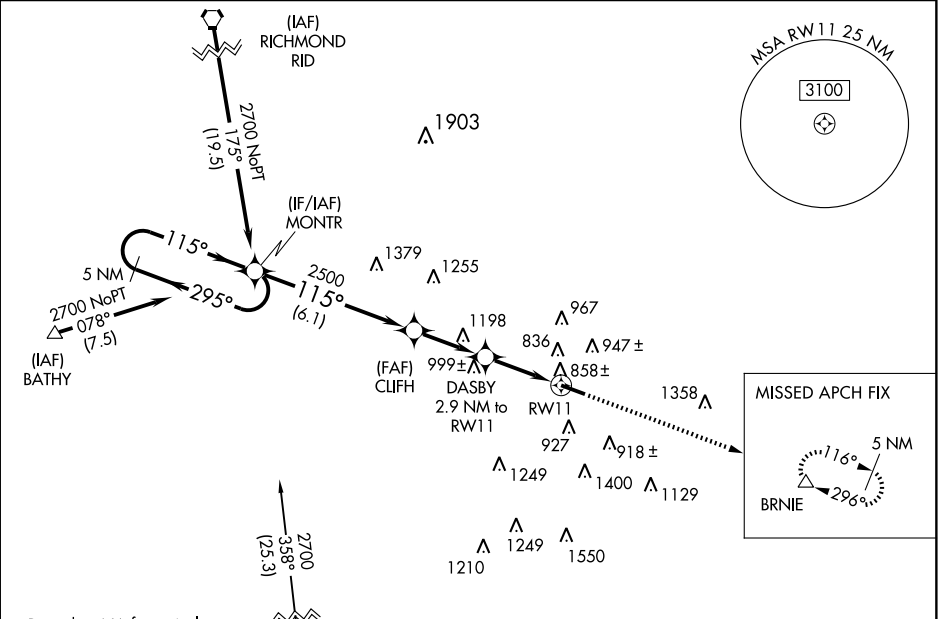 (IAF)
RICHMOND
RID
MSA RW11 25 NM
3100
2700 NoPT
175°
(19.5)
1903
(IF/IAF)
MONTR
115°
5 NM
295°
2700 NoPT
078°
(7.5)
(IAF)
BATHY
2500
115°
(6.1)
1379
1255
1198
999±
(FAF)
CLIFH
DASBY
2.9 NM to
RW11
967
836
947±
858±
RW11
1358
927
918±
1249
1400
1129
1249
1550
1210
MISSED APCH FIX
5 NM
116°
296°
BRNIE
2700
358°
(25.3)